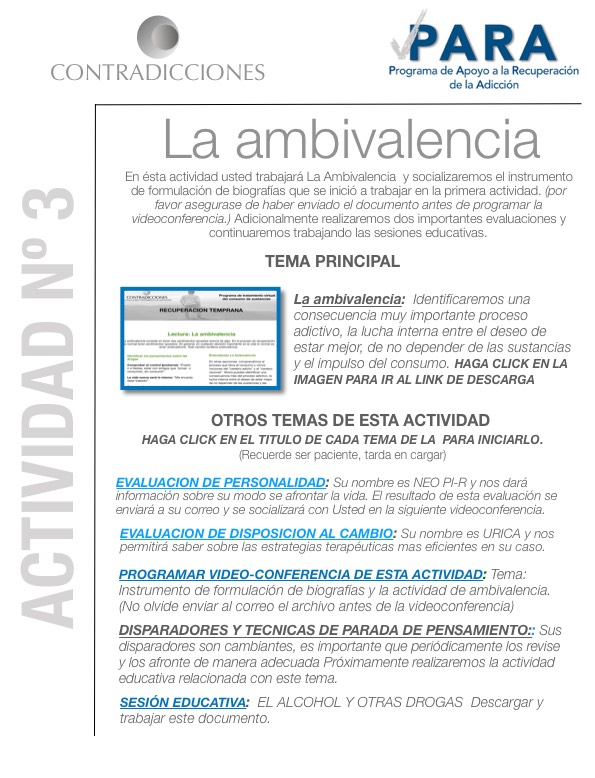 CONTRADICCIONES
PARA
Programa de Apoyo a la Recuperación
de la Adicción
ACTIVIDAD Nº 3
La ambivalencia
En ésta actividad usted trabajará La Ambivalencia y socializaremos el instrumento
de formulación de biografías que se inició a trabajar en la primera actividad. (por
favor asegurase de haber enviado el documento antes de programar la
videoconferencia.) Adicionalmente realizaremos dos importantes evaluaciones y
continuaremos trabajando las sesiones educativas.
TEMA PRINCIPAL
CONTRADICCIONES
Programa de tratamiento virtual
del consumo de sustancias
RECUPERACION TEMPRANA
Lectura: La ambivalencia
La ambivalencia: Identificaremos una
consecuencia muy importante proceso
adictivo, la lucha interna entre el deseo de
estar mejor, de no depender de las sustancias
y el impulso del consumo. HAGA CLICK EN LA
IMAGEN PARA IR AL LINK DE DESCARGA
OTROS TEMAS DE ESTA ACTIVIDAD
HAGA CLICK EN EL TITULO DE CADA TEMA DE LA PARA INICIARLO.
(Recuerde ser paciente, tarda en cargar)
EVALUACION DE PERSONALIDAD: Su nombre es NEO PI-R y nos dará
información sobre su modo se afrontar la vida. El resultado de esta evaluación se
enviará a su correo y se socializará con Usted en la siguiente videoconferencia.
EVALUACION DE DISPOSICION AL CAMBIO: Su nombre es URICA y nos
permitirá saber sobre las estrategias terapéuticas mas eficientes en su caso.
PROGRAMAR VIDEO-CONFERENCIA DE ESTA ACTIVIDAD: Tema:
Instrumento de formulación de biografías y la actividad de ambivalencia.
(No olvide enviar al correo el archivo antes de la videoconferencia)
DISPARADORES Y TECNICAS DE PARADA DE PENSAMIENTO:: Sus
disparadores son cambiantes, es importante que periódicamente los revise
y los afronte de manera adecuada Próximamente realizaremos la actividad
educativa relacionada con este tema.
SESIÓN EDUCATIVA: EL ALCOHOL Y OTRAS DROGAS Descargar y
trabajar este documento.